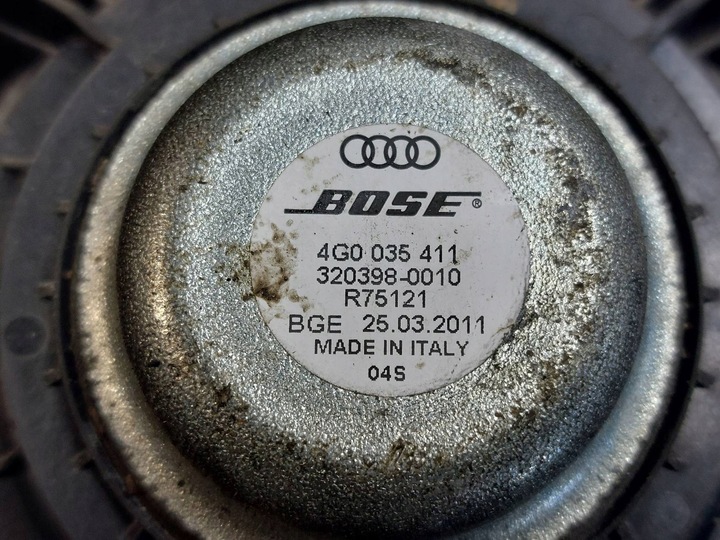 BOSE®
4G0 035 411
320398-0010
R75121
BGE 25.03.2011
MADE IN ITALY
04S